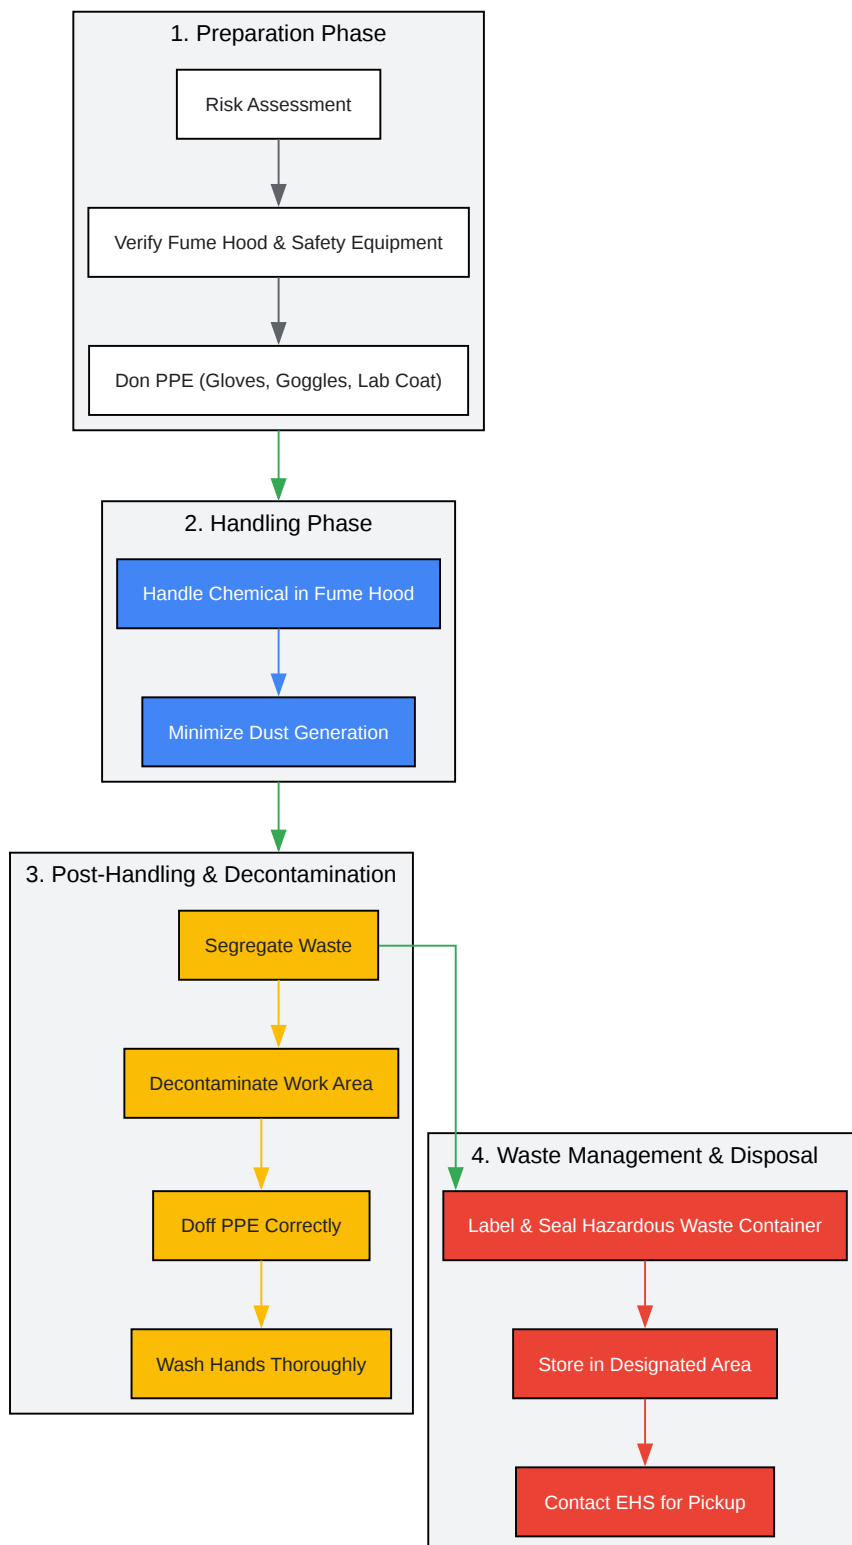 1. Preparation Phase
Risk Assessment
Verify Fume Hood & Safety Equipment
Don PPE (Gloves, Goggles, Lab Coat)
2. Handling Phase
Handle Chemical in Fume Hood
Minimize Dust Generation
3. Post-Handling & Decontamination
Segregate Waste
Decontaminate Work Area
Doff PPE Correctly
Wash Hands Thoroughly
4. Waste Management & Disposal
Label & Seal Hazardous Waste Container
Store in Designated Area
Contact EHS for Pickup